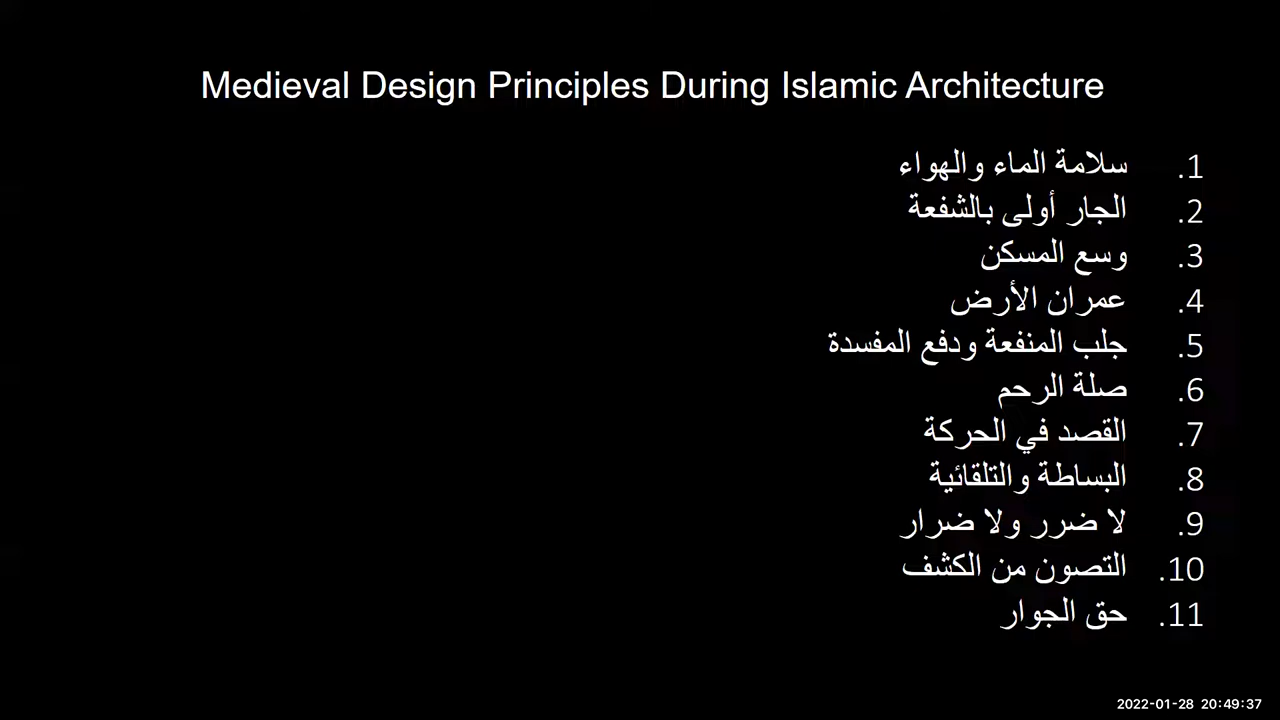 Medieval Design Principles During Islamic Architecture
1. سلامة الماء والهواء
2. الجار أولى بالشفعة
3. وسع المسكن
4. عمران الأرض
5. جلب المنفعة ودفع المفسدة
6. صلة الرحم
7. القصد في الحركة
8. البساطة والتلقائية
9. لا ضرر ولا ضرار
10. التصون من الكشف
11. حق الجوار
2022-01-28 20:49:37